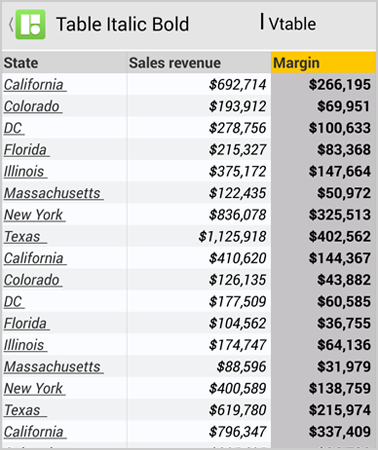 Table Italic Bold Vtable
State Sales revenue Margin
California $692,714 $266,195
Colorado $193,912 $69,951
DC $278,756 $100,633
Florida $215,327 $83,368
Illinois $375,172 $147,664
Massachusetts $122,435 $50,972
New York $836,078 $325,513
Texas $1,125,918 $402,562
California $410,620 $144,367
Colorado $126,135 $43,882
DC $177,509 $60,585
Florida $104,562 $36,755
Illinois $174,747 $64,136
Massachusetts $88,596 $31,979
New York $400,589 $138,759
Texas $619,780 $215,974
California $796,347 $337,409